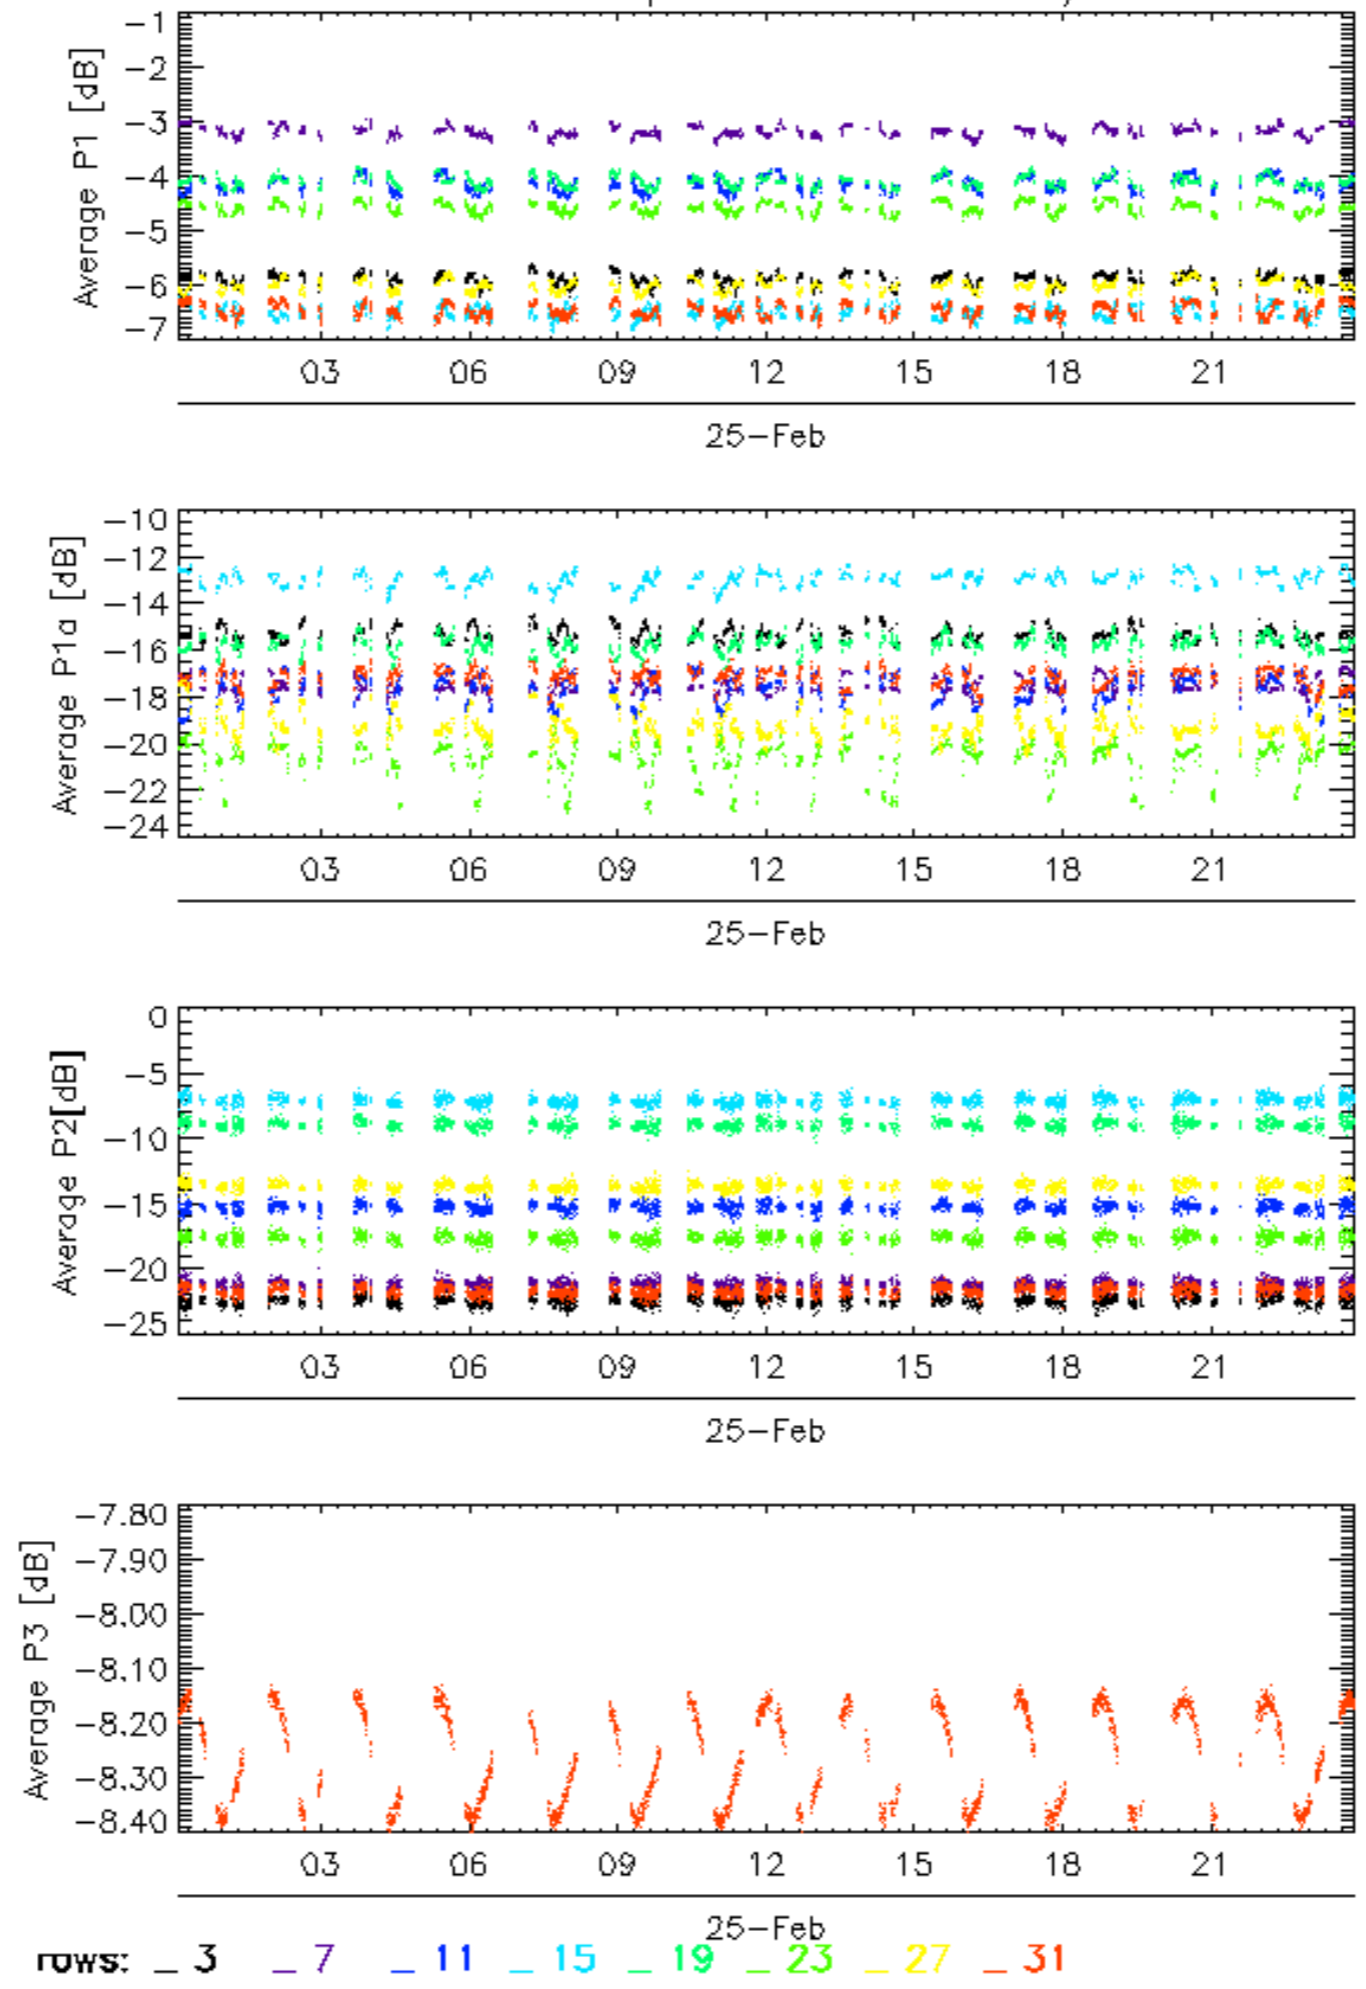 Average P1 [dB]
-1
-2
-3
-4
-5
-6
-7
03 06 09 12 15 18 21
25-Feb
Average P1a [dB]
-10
-12
-14
-16
-18
-20
-22
-24
03 06 09 12 15 18 21
25-Feb
Average P2[dB]
0
-5
-10
-15
-20
-25
03 06 09 12 15 18 21
25-Feb
Average P3 [dB]
-7.80
-7.90
-8.00
-8.10
-8.20
-8.30
-8.40
03 06 09 12 15 18 21
25-Feb
rows: _ 3 _ 7 _ 11 _ 15 _ 19 _ 23 _ 27 _ 31